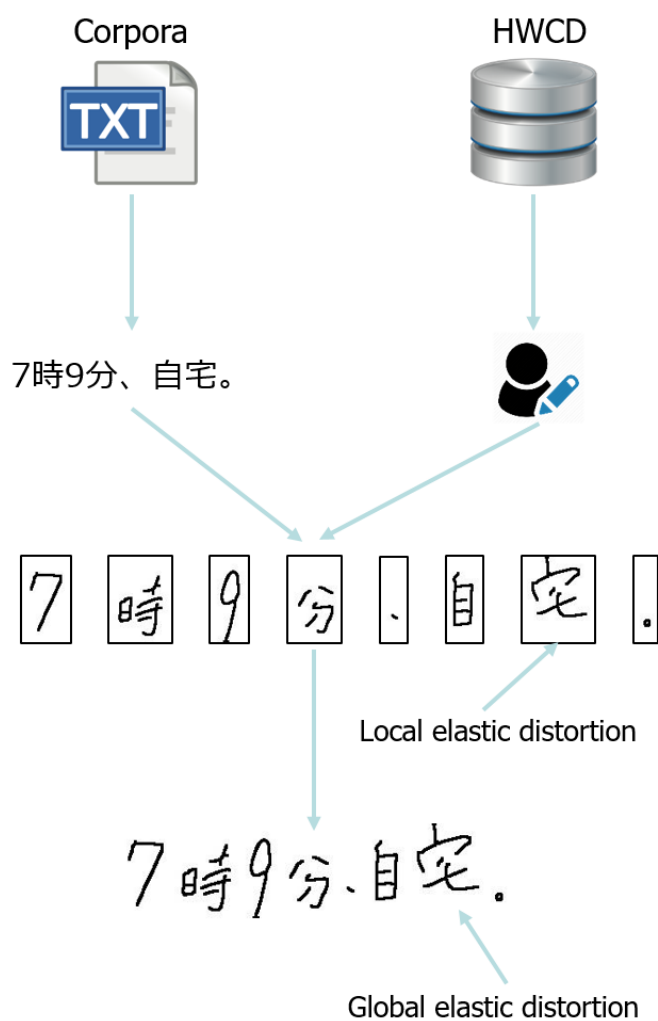 Corpora
HWCD
TXT
7時9分、自宅。
7 時 9 分 、 自 宅 。
Local elastic distortion
7時9分、自宅。
Global elastic distortion